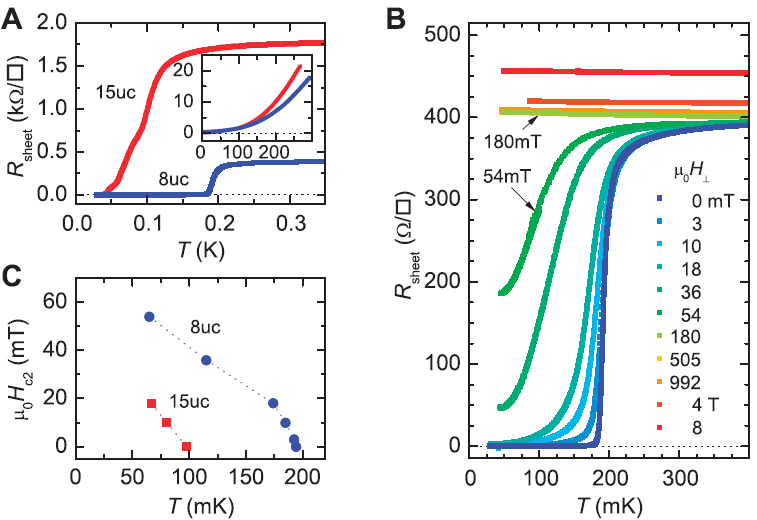 A
2.0
1.5
1.0
0.5
0.0
R_sheet (kΩ/□)
15uc
8uc
20
10
0
0 100 200
0.0 0.1 0.2 0.3
T (K)
B
500
400
300
200
100
0
R_sheet (Ω/□)
180mT
54mT
μ₀H⊥
0 mT
3
10
18
36
54
180
505
992
4 T
8
0 100 200 300
T (mK)
C
60
40
20
0
μ₀H_c2 (mT)
8uc
15uc
0 50 100 150 200
T (mK)